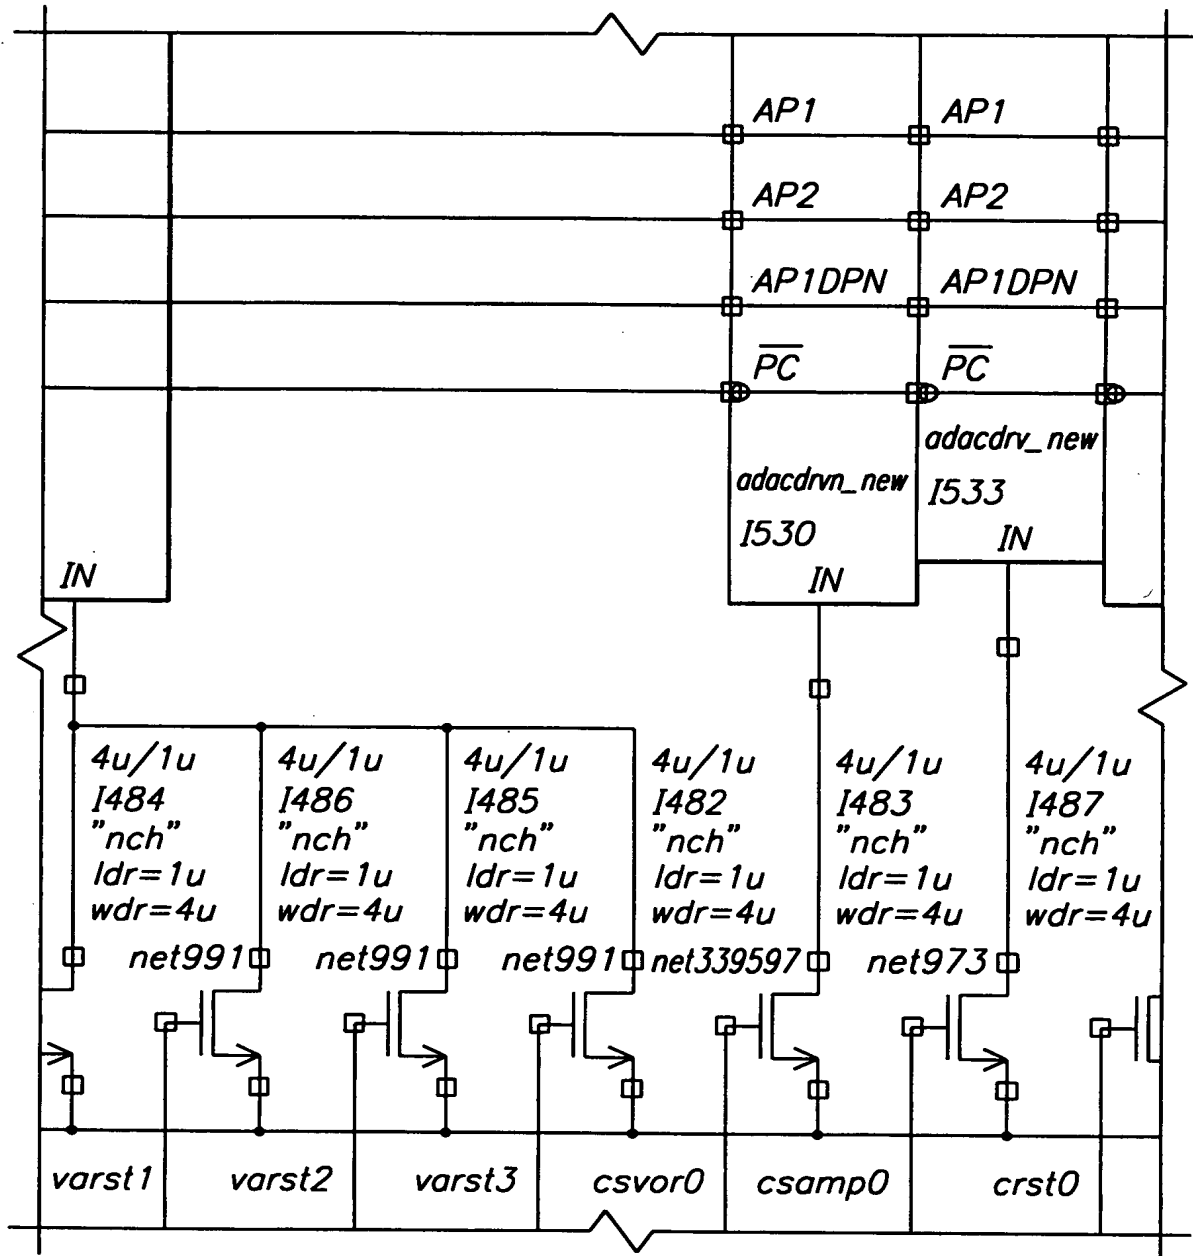 AP1 AP1
AP2 AP2
AP1DPN AP1DPN
PC PC
adacdrv_new
adacdrvn_new
I533
I530
IN
IN IN
4u/1u 4u/1u 4u/1u 4u/1u 4u/1u 4u/1u
I484 I486 I485 I482 I483 I487
"nch" "nch" "nch" "nch" "nch" "nch"
ldr=1u ldr=1u ldr=1u ldr=1u ldr=1u ldr=1u
wdr=4u wdr=4u wdr=4u wdr=4u wdr=4u wdr=4u
net991 net991 net991 net339597 net973
varst1 varst2 varst3 csvor0 csamp0 crst0